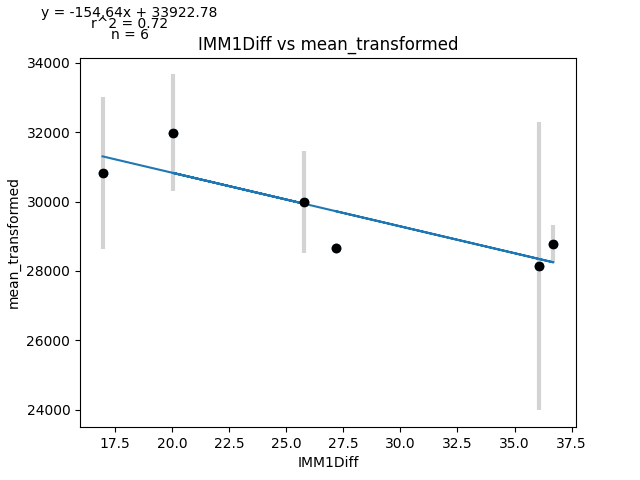 y = -154.64x + 33922.78
r^2 = 0.72
n = 6
IMM1Diff vs mean_transformed
34000
32000
30000
28000
26000
24000
mean_transformed
17.5 20.0 22.5 25.0 27.5 30.0 32.5 35.0 37.5
IMM1Diff